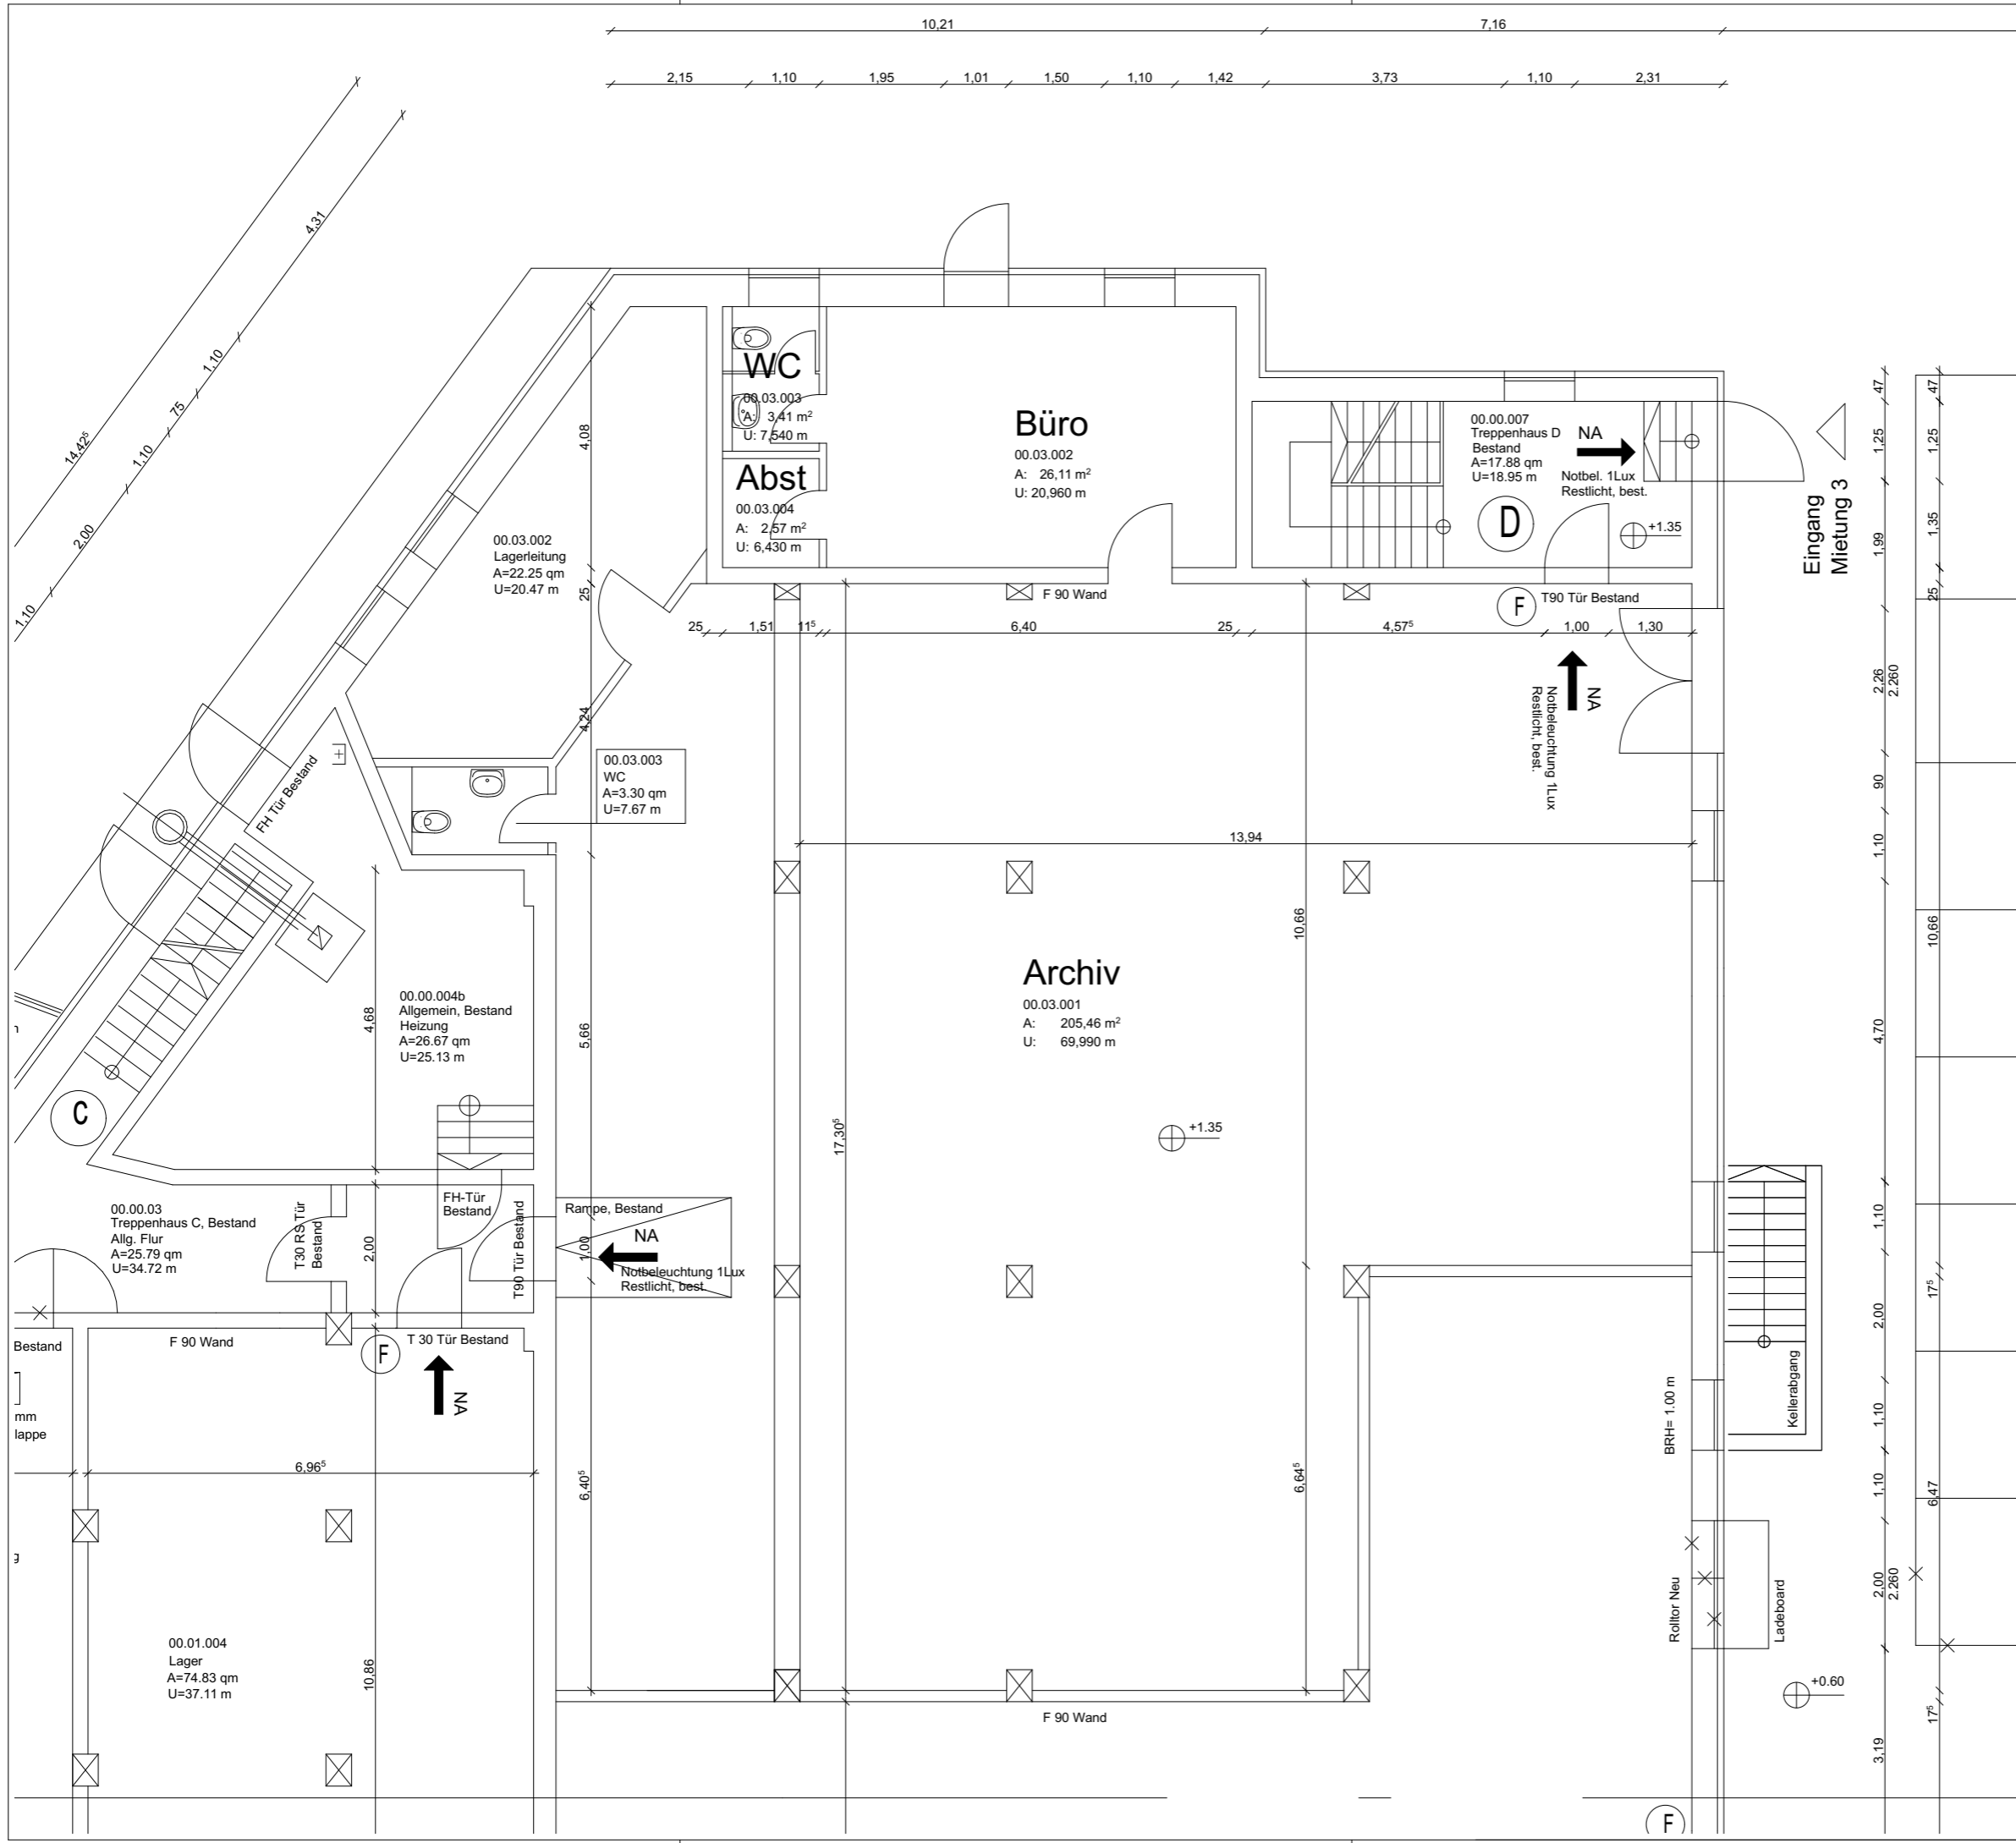 10,21
7,16
2,15
1,10
1,95
1,01
1,50
1,10
1,42
3,73
1,10
2,31
14,42⁵
4,31
1,10
75
1,10
2,00
1,10
WC
00.03.003
A: 3,41 m²
U: 7,540 m
Abst
00.03.004
A: 2,57 m²
U: 6,430 m
Büro
00.03.002
A: 26,11 m²
U: 20,960 m
00.00.007
Treppenhaus D
Bestand
A=17.88 qm
U=18.95 m
NA
Notbel. 1Lux
Restlicht, best.
D
+1.35
Eingang
Mietung 3
00.03.002
Lagerleitung
A=22.25 qm
U=20.47 m
4,08
25
4,24
F 90 Wand
F
T90 Tür Bestand
25
1,51
11⁵
6,40
25
4,57⁵
1,00
1,30
NA
Notbeleuchtung 1Lux
Restlicht, best.
00.03.003
WC
A=3.30 qm
U=7.67 m
FH Tür Bestand
13,94
10,66
Archiv
00.03.001
A: 205,46 m²
U: 69,990 m
+1.35
17,30⁵
00.00.004b
Allgemein, Bestand
Heizung
A=26.67 qm
U=25.13 m
4,68
5,66
C
00.00.03
Treppenhaus C, Bestand
Allg. Flur
A=25.79 qm
U=34.72 m
T30 RS Tür
Bestand
2,00
FH-Tür
Bestand
T90 Tür Bestand
Rampe, Bestand
NA
1,00
Notbeleuchtung 1Lux
Restlicht, best.
Bestand
F 90 Wand
F
T 30 Tür Bestand
NA
mm
lappe
6,96⁵
6,40⁵
6,64⁵
00.01.004
Lager
A=74.83 qm
U=37.11 m
10,86
F 90 Wand
BRH= 1.00 m
Kellerabgang
Rolltor Neu
Ladeboard
+0.60
F
47
1,25
1,99
2,26
2.260
90
1,10
4,70
1,10
2,00
1,10
1,10
2,00
2.260
3,19
47
1,25
1,35
25
10,66
17⁵
6,47
17⁵